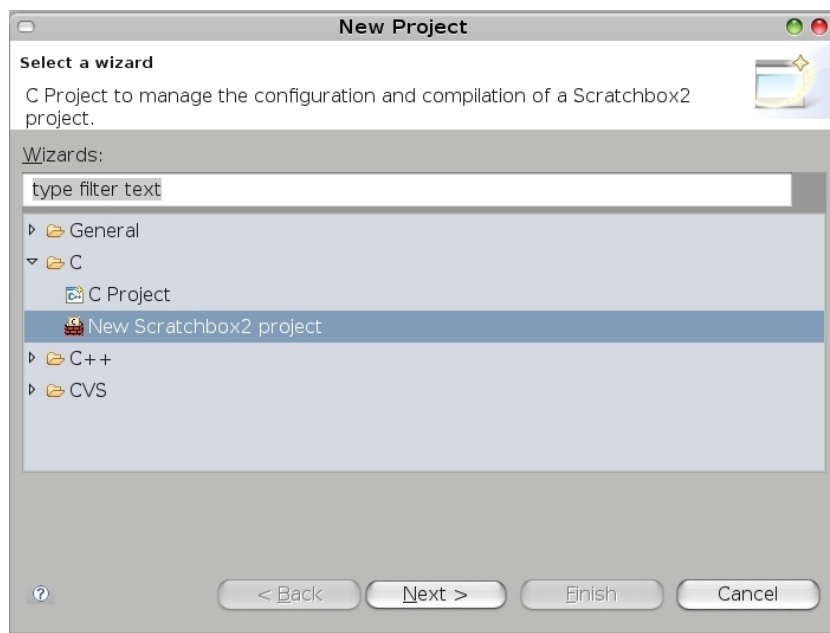 New Project
Select a wizard
C Project to manage the configuration and compilation of a Scratchbox2
project.
Wizards:
type filter text
General
C
C Project
New Scratchbox2 project
C++
CVS
?
< Back
Next >
Finish
Cancel